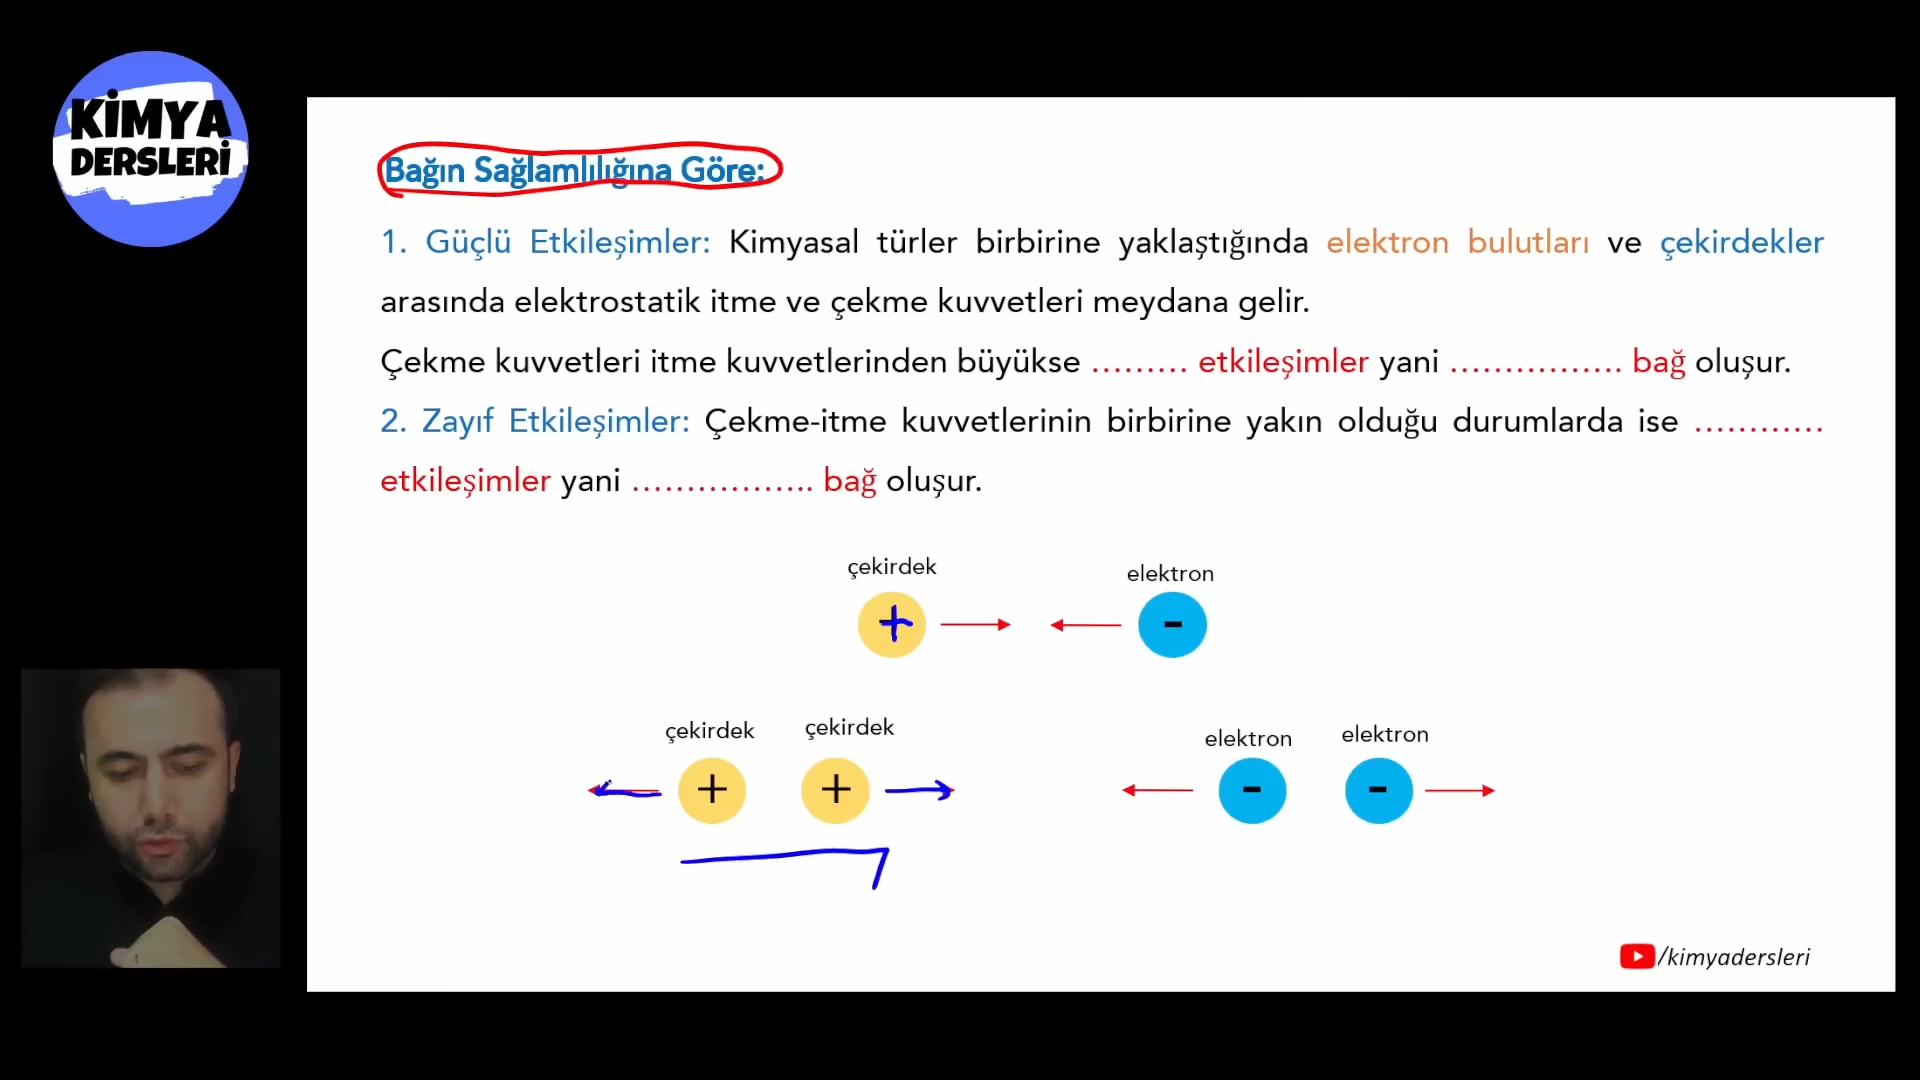 KİMYA
DERSLERİ
Bağın Sağlamlılığına Göre:
1. Güçlü Etkileşimler: Kimyasal türler birbirine yaklaştığında elektron bulutları ve çekirdekler
arasında elektrostatik itme ve çekme kuvvetleri meydana gelir.
Çekme kuvvetleri itme kuvvetlerinden büyükse ......... etkileşimler yani ................ bağ oluşur.
2. Zayıf Etkileşimler: Çekme-itme kuvvetlerinin birbirine yakın olduğu durumlarda ise ............
etkileşimler yani ................. bağ oluşur.
çekirdek elektron
+ -
çekirdek çekirdek elektron elektron
+ + - -
/kimyadersleri